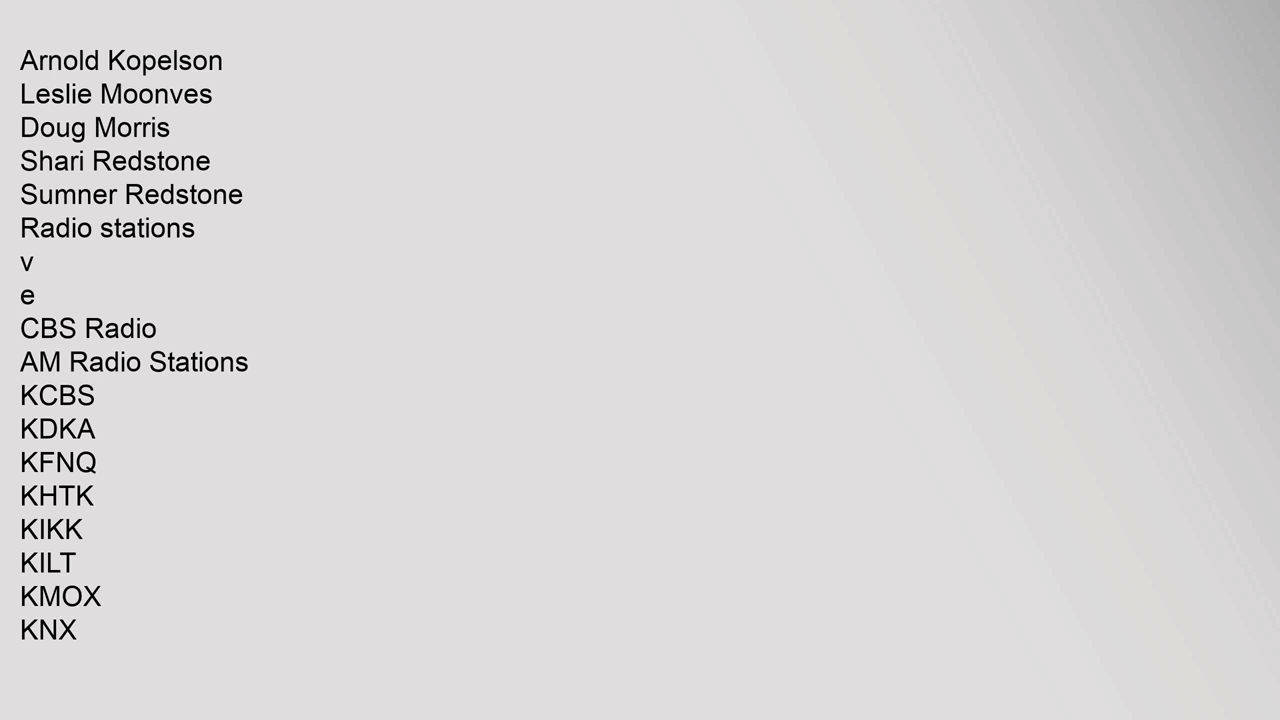 Arnold Kopelson
Leslie Moonves
Doug Morris
Shari Redstone
Sumner Redstone
Radio stations
v
e
CBS Radio
AM Radio Stations
KCBS
KDKA
KFNQ
KHTK
KIKK
KILT
KMOX
KNX